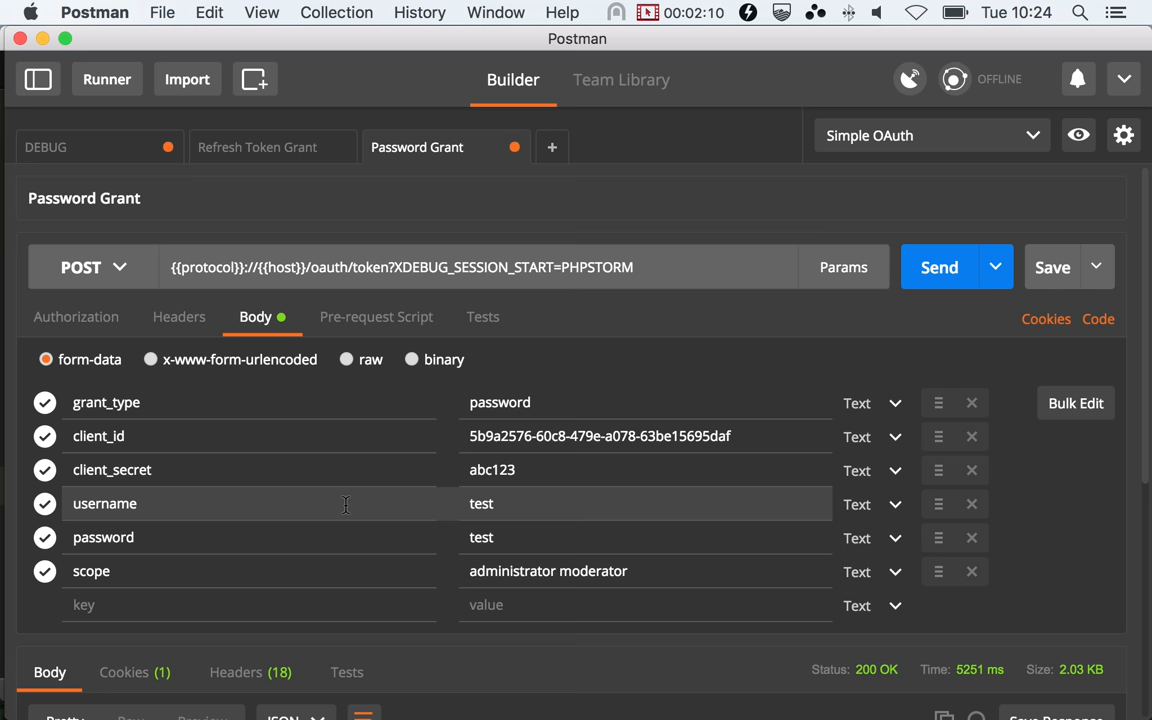 Postman File Edit View Collection History Window Help 00:02:10 Tue 10:24
Postman
Runner Import Builder Team Library OFFLINE
DEBUG Refresh Token Grant Password Grant + Simple OAuth
Password Grant
POST {{protocol}}://{{host}}/oauth/token?XDEBUG_SESSION_START=PHPSTORM Params Send Save
Authorization Headers Body Pre-request Script Tests Cookies Code
form-data x-www-form-urlencoded raw binary
grant_type password Text Bulk Edit
client_id 5b9a2576-60c8-479e-a078-63be15695daf Text
client_secret abc123 Text
username test Text
password test Text
scope administrator moderator Text
key value Text
Body Cookies (1) Headers (18) Tests Status: 200 OK Time: 5251 ms Size: 2.03 KB
Pretty Raw Preview JSON Save Response